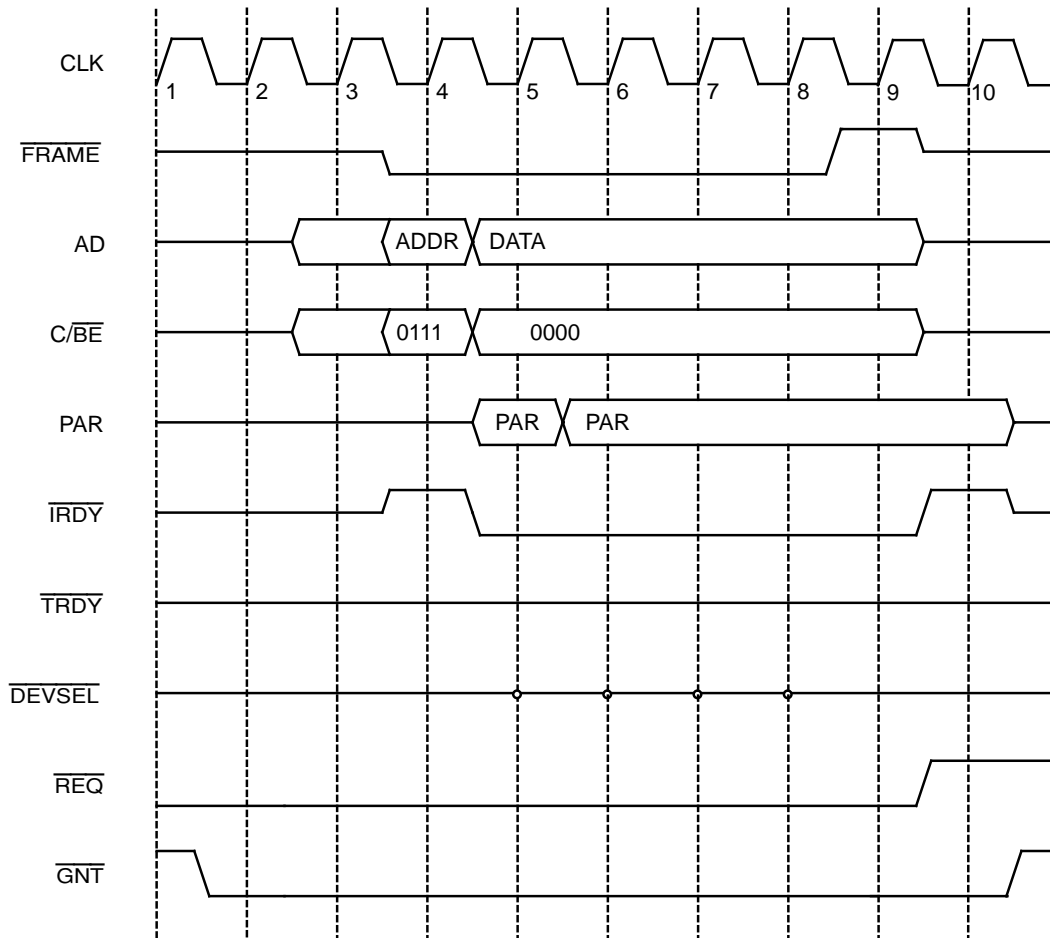 CLK
1 2 3 4 5 6 7 8 9 10
FRAME
AD
ADDR DATA
C/BE
0111 0000
PAR
PAR PAR
IRDY
TRDY
DEVSEL
REQ
GNT